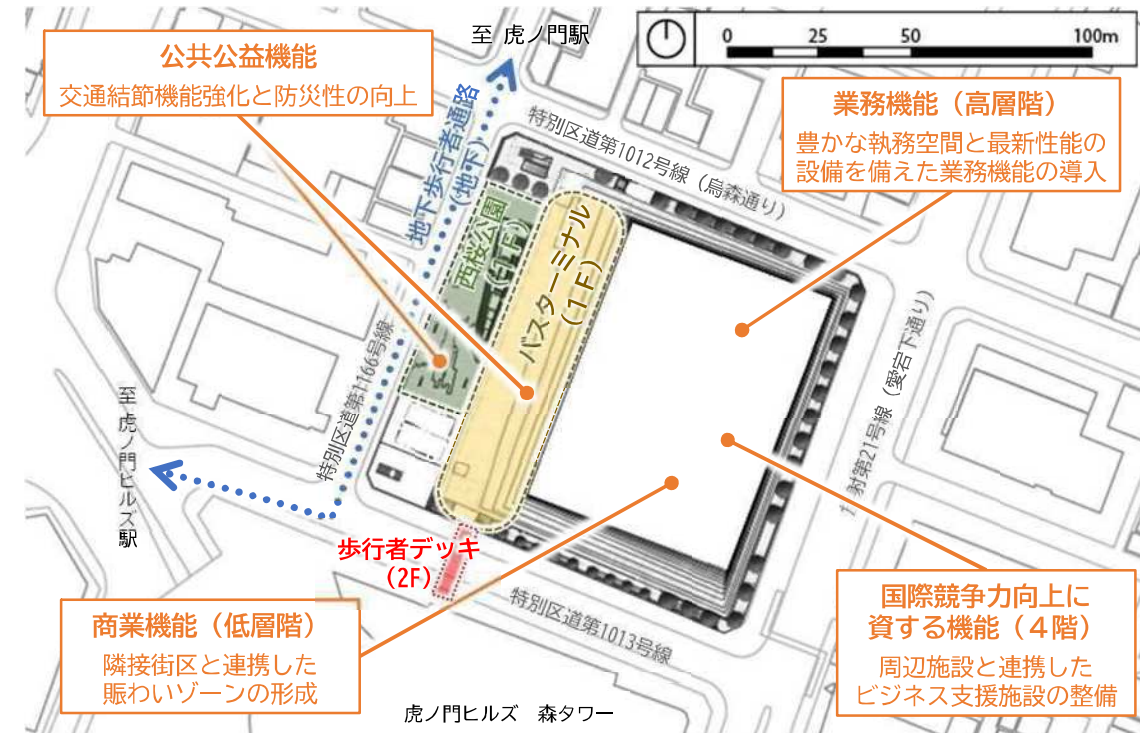 公共公益機能
交通結節機能強化と防災性の向上
至 虎ノ門駅
0 25 50 100m
業務機能（高層階）
豊かな執務空間と最新性能の
設備を備えた業務機能の導入
特別区道第1012号線（烏森通り）
地下歩行者通路
（地下）
西桜公園
（1F）
バスターミナル
（1F）
特別区道第1166号線
射第21号線（愛宕下通り）
至 虎ノ門ヒルズ駅
歩行者デッキ
（2F）
特別区道第1013号線
商業機能（低層階）
隣接街区と連携した
賑わいゾーンの形成
国際競争力向上に
資する機能（４階）
周辺施設と連携した
ビジネス支援施設の整備
虎ノ門ヒルズ　森タワー